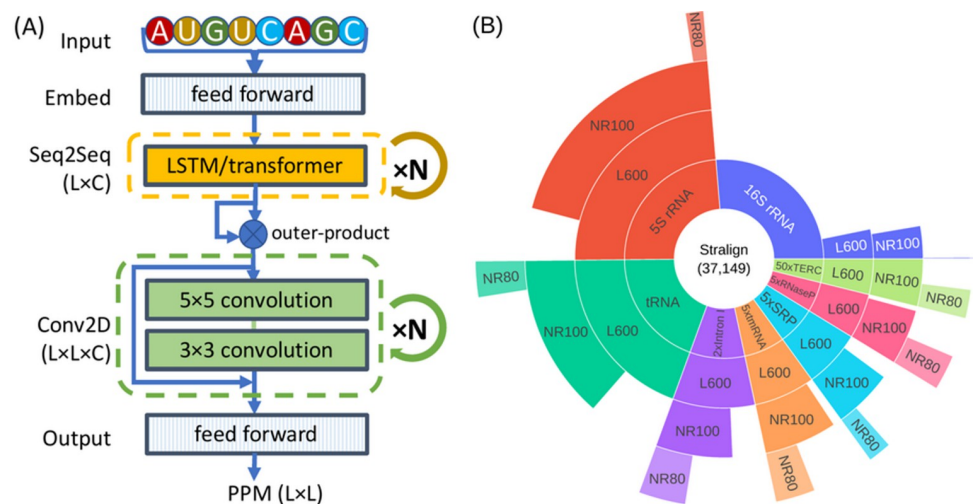 (A)
Input
A U G U C A G C
Embed
feed forward
Seq2Seq
(L×C)
LSTM/transformer
×N
outer-product
Conv2D
(L×L×C)
5×5 convolution
3×3 convolution
×N
Output
feed forward
PPM (L×L)
(B)
Stralign
(37,149)
5S rRNA
L600
NR100
NR80
16S rRNA
L600
NR100
50xTERC
L600
NR100
NR80
5xRNaseP
L600
NR100
NR80
5xSRP
L600
NR100
NR80
5xtmRNA
L600
NR100
NR80
2xIntron I
L600
NR100
NR80
tRNA
L600
NR100
NR80